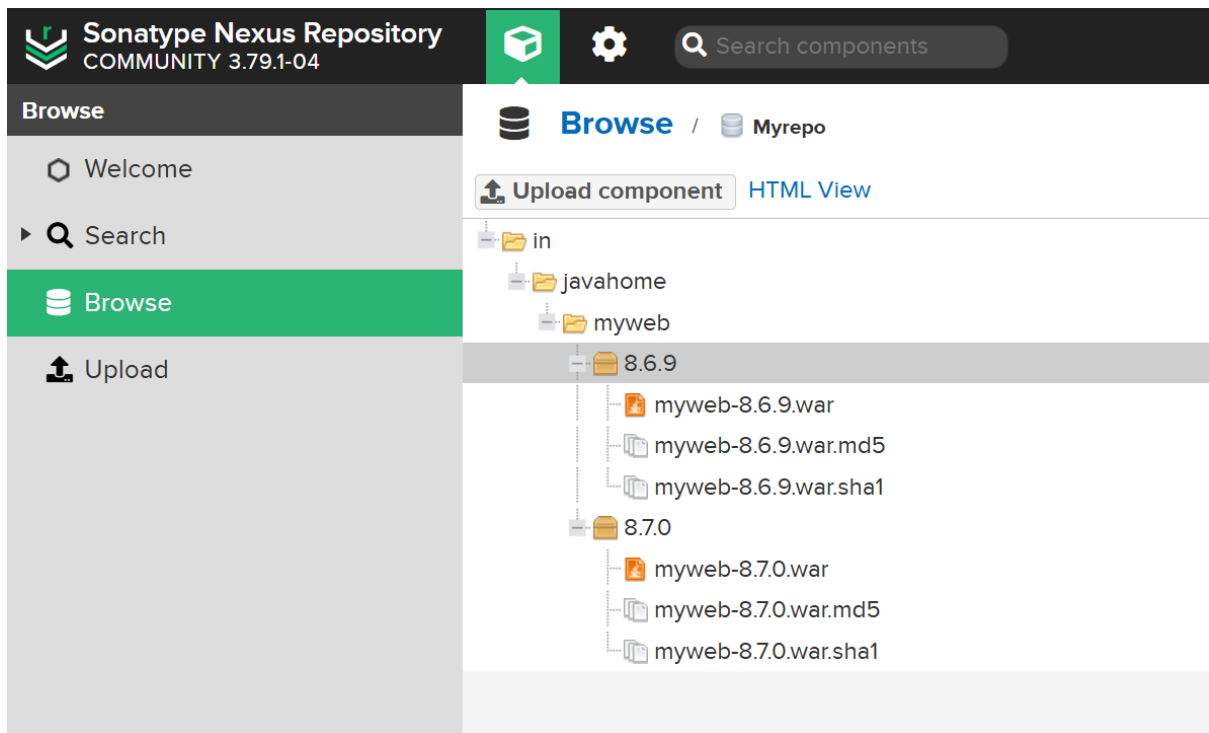 Sonatype Nexus Repository
COMMUNITY 3.79.1-04
Search components
Browse
Browse / Myrepo
Welcome
Upload component HTML View
Search
Browse
Upload
in
javahome
myweb
8.6.9
myweb-8.6.9.war
myweb-8.6.9.war.md5
myweb-8.6.9.war.sha1
8.7.0
myweb-8.7.0.war
myweb-8.7.0.war.md5
myweb-8.7.0.war.sha1